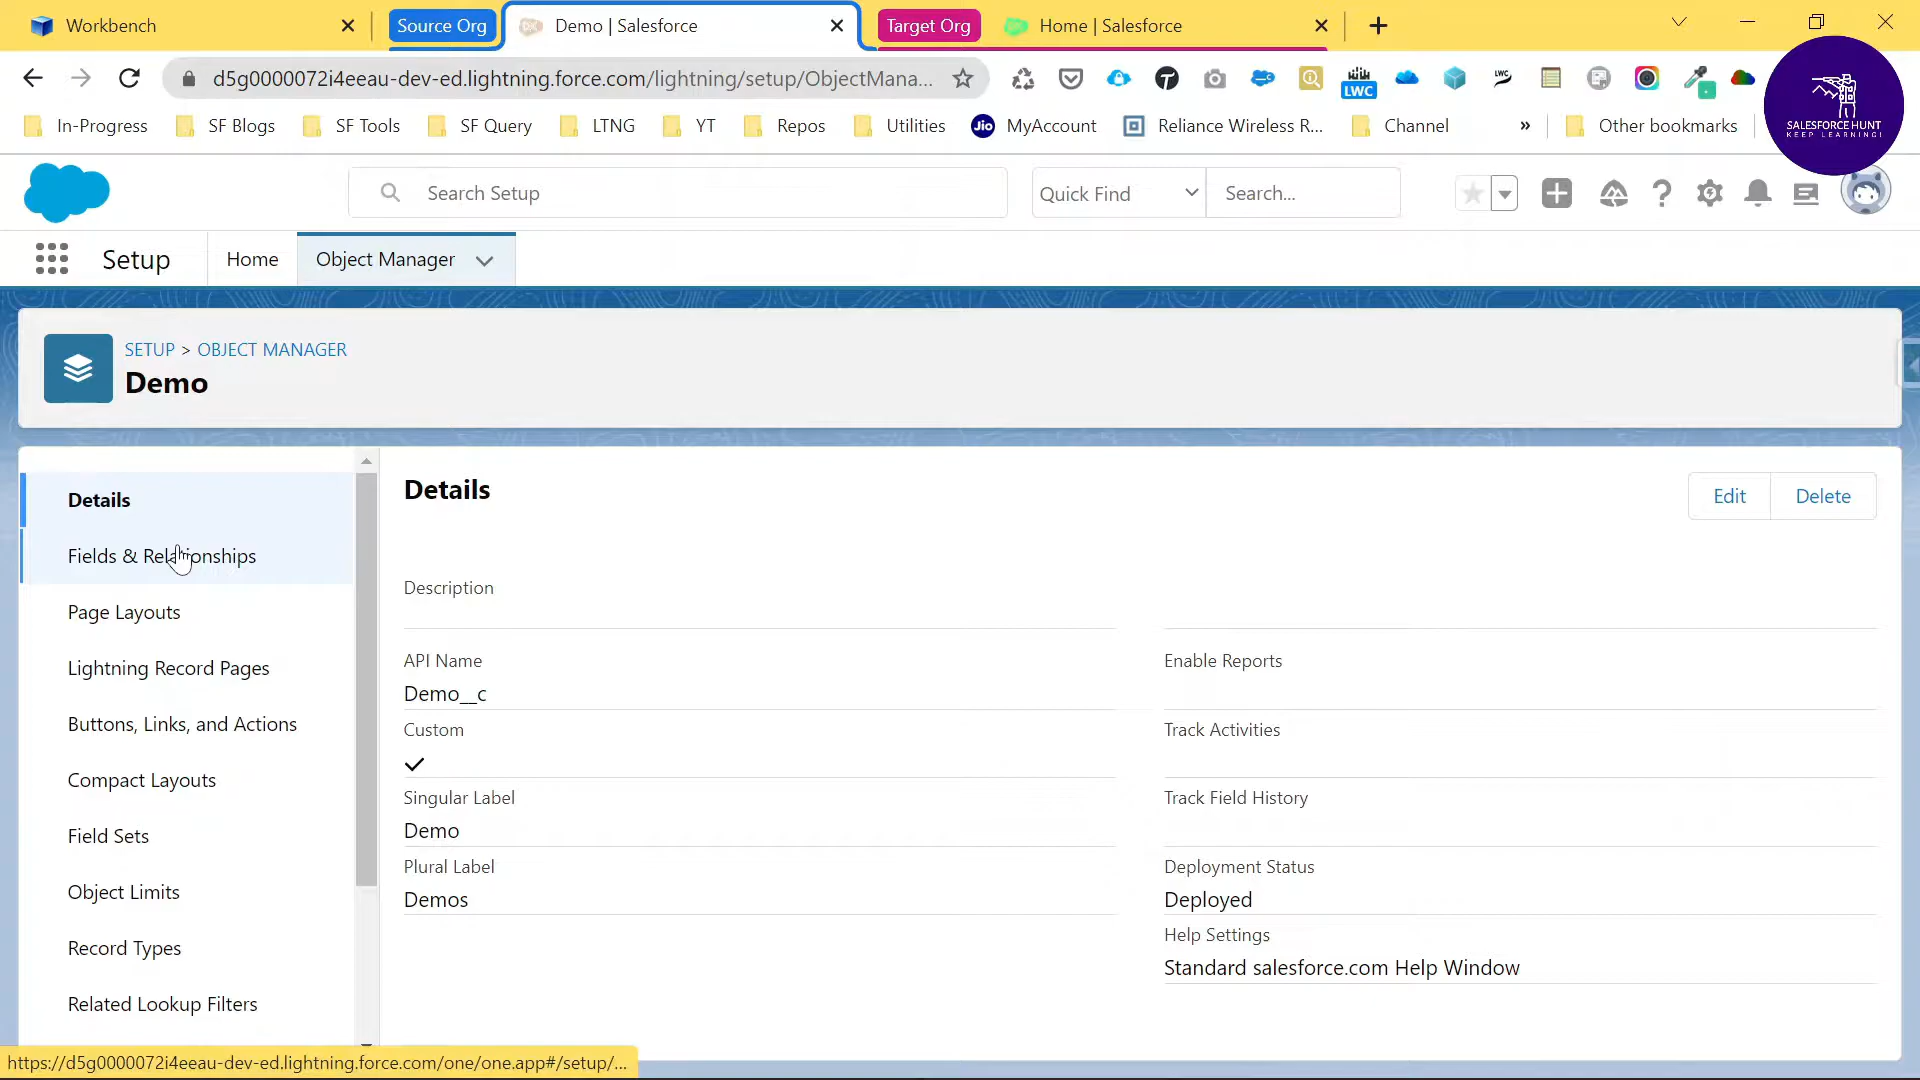 Workbench
Source Org
Demo | Salesforce
Target Org
Home | Salesforce
d5g0000072i4eeau-dev-ed.lightning.force.com/lightning/setup/ObjectMana...
LWC
LWC
In-Progress
SF Blogs
SF Tools
SF Query
LTNG
YT
Repos
Utilities
Jio
MyAccount
Reliance Wireless R...
Channel
»
Other bookmarks
SALESFORCE HUNT
KEEP LEARNING!
Search Setup
Quick Find
Search...
Setup
Home
Object Manager
SETUP > OBJECT MANAGER
Demo
Details
Fields & Relationships
Page Layouts
Lightning Record Pages
Buttons, Links, and Actions
Compact Layouts
Field Sets
Object Limits
Record Types
Related Lookup Filters
Details
Edit
Delete
Description
API Name
Demo__c
Custom
Singular Label
Demo
Plural Label
Demos
Enable Reports
Track Activities
Track Field History
Deployment Status
Deployed
Help Settings
Standard salesforce.com Help Window
https://d5g0000072i4eeau-dev-ed.lightning.force.com/one/one.app#/setup/...